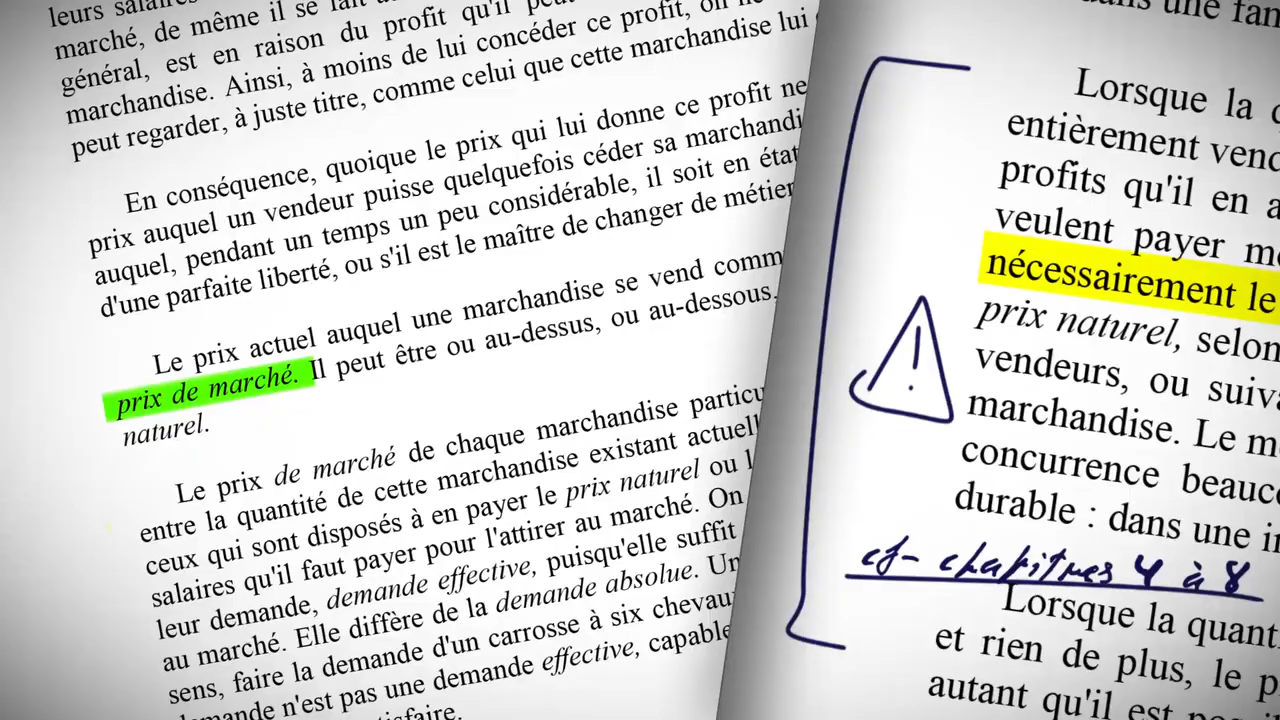 leurs salaires
marché, de même il se fait
général, est en raison du profit qu'il peut
marchandise. Ainsi, à moins de lui concéder ce profit, on ne
peut regarder, à juste titre, comme celui que cette marchandise lui
En conséquence, quoique le prix qui lui donne ce profit ne
prix auquel un vendeur puisse quelquefois céder sa marchandi
auquel, pendant un temps un peu considérable, il soit en état
d'une parfaite liberté, ou s'il est le maître de changer de métier
Le prix actuel auquel une marchandise se vend comm
prix de marché. Il peut être ou au-dessus, ou au-dessous,
naturel.
Le prix de marché de chaque marchandise particu
entre la quantité de cette marchandise existant actuell
ceux qui sont disposés à en payer le prix naturel ou l
salaires qu'il faut payer pour l'attirer au marché. On
leur demande, demande effective, puisqu'elle suffit
au marché. Elle diffère de la demande absolue. Un
sens, faire la demande d'un carrosse à six chevau
demande n'est pas une demande effective, capable
satisfaire.
dans une fam
Lorsque la q
entièrement vend
profits qu'il en a
veulent payer mo
nécessairement le
prix naturel, selon
vendeurs, ou suiva
marchandise. Le m
concurrence beauco
durable : dans une in
cf - chapitres 4 à 8
Lorsque la quant
et rien de plus, le p
autant qu'il est po